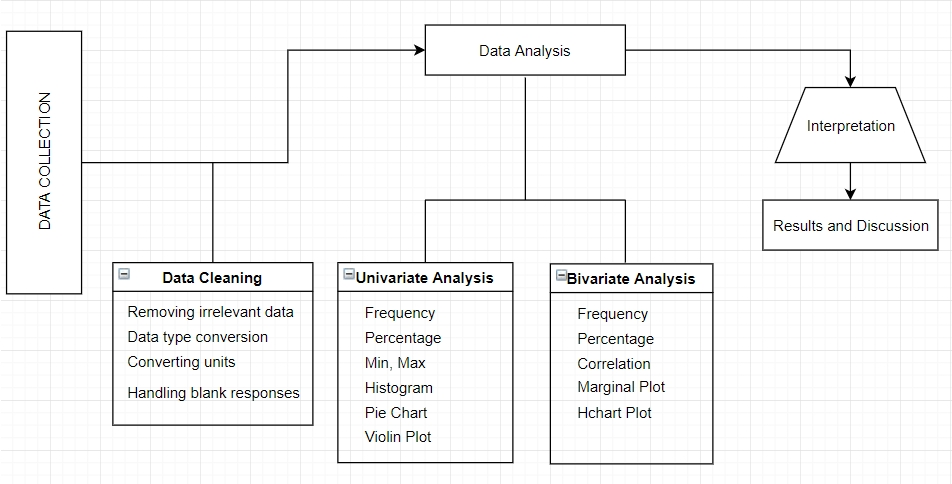 DATA COLLECTION
Data Analysis
Interpretation
Results and Discussion
Data Cleaning
Removing irrelevant data
Data type conversion
Converting units
Handling blank responses
Univariate Analysis
Frequency
Percentage
Min, Max
Histogram
Pie Chart
Violin Plot
Bivariate Analysis
Frequency
Percentage
Correlation
Marginal Plot
Hchart Plot